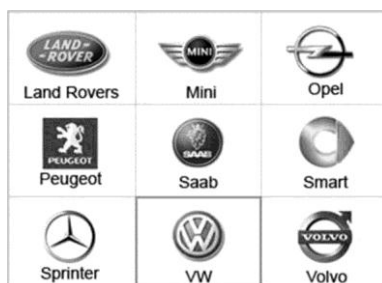 LAND-
-ROVER
MINI
Land Rovers
Mini
Opel
PEUGEOT
SAAB
Peugeot
Saab
Smart
VOLVO
Sprinter
VW
Volvo